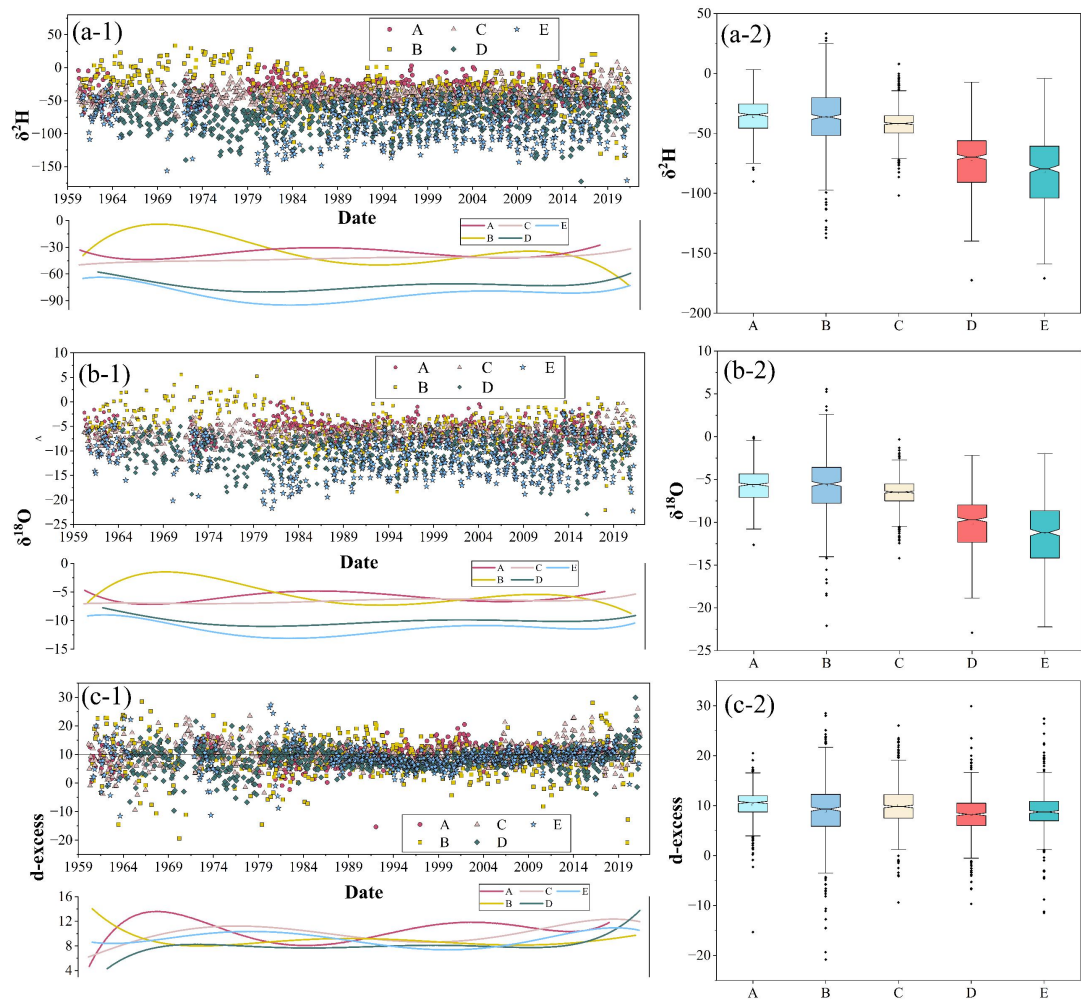 (a-1)
A C E
B D
δ²H
50
25
0
−25
−50
−100
−150
1959 1964 1969 1974 1979 1984 1989 1994 1999 2004 2009 2014 2019
Date
A C E
B D
0
−30
−60
−90
(a-2)
δ²H
50
0
−50
−100
−150
−200
A B C D E
(b-1)
A C E
B D
δ¹⁸O
10
5
0
−5
−10
−15
−20
−25
1959 1964 1969 1974 1979 1984 1989 1994 1999 2004 2009 2014 2019
Date
A C E
B D
0
−5
−10
−15
(b-2)
δ¹⁸O
10
5
0
−5
−10
−15
−20
−25
A B C D E
(c-1)
A C E
B D
d-excess
30
20
10
0
−10
−20
1959 1964 1969 1974 1979 1984 1989 1994 1999 2004 2009 2014 2019
Date
A C E
B D
16
12
8
4
(c-2)
d-excess
30
20
10
0
−10
−20
A B C D E